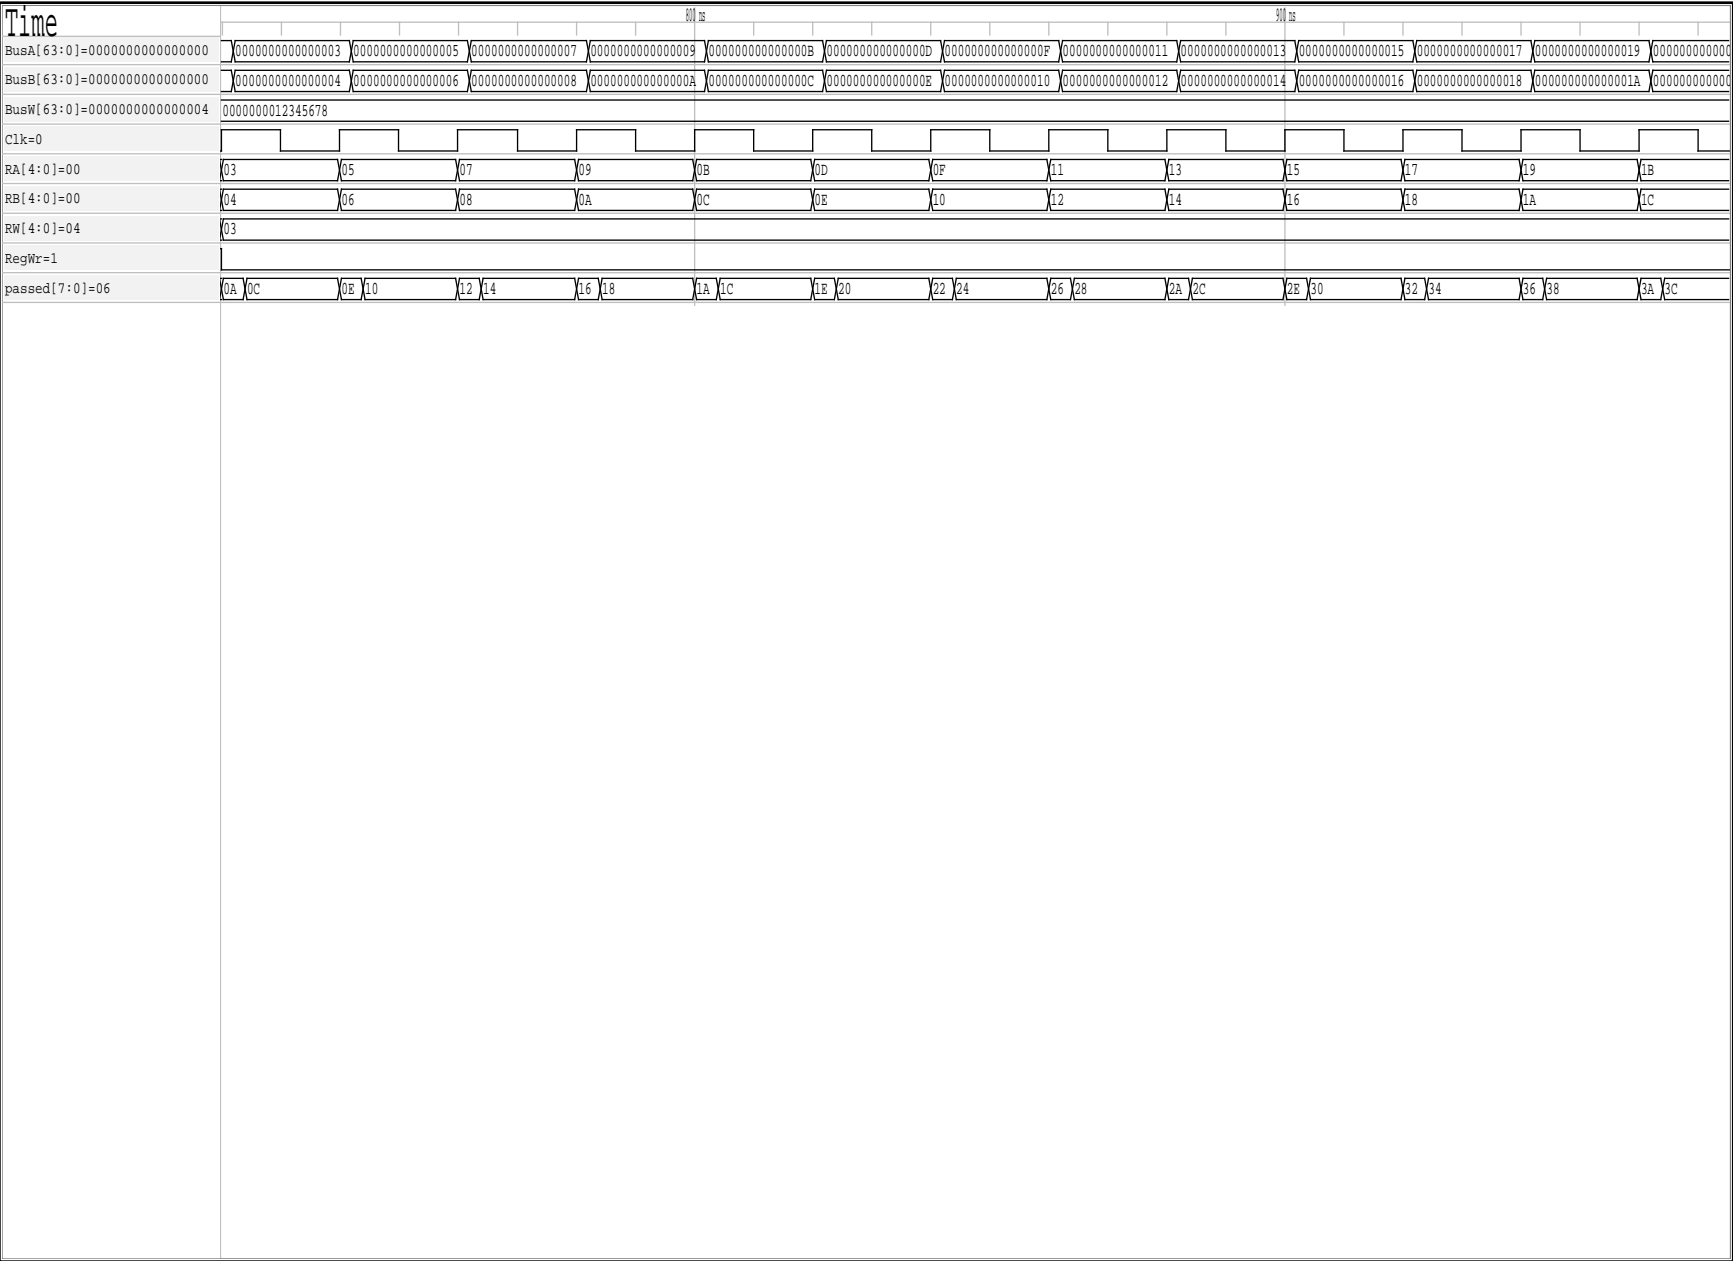 Time 800 ns 900 ns
BusA[63:0]=0000000000000000 0000000000000003 0000000000000005 0000000000000007 0000000000000009 000000000000000B 000000000000000D 000000000000000F 0000000000000011 0000000000000013 0000000000000015 0000000000000017 0000000000000019 00000000000
BusB[63:0]=0000000000000000 0000000000000004 0000000000000006 0000000000000008 000000000000000A 000000000000000C 000000000000000E 0000000000000010 0000000000000012 0000000000000014 0000000000000016 0000000000000018 000000000000001A 00000000000
BusW[63:0]=0000000000000004 0000000012345678
Clk=0
RA[4:0]=00 03 05 07 09 0B 0D 0F 11 13 15 17 19 1B
RB[4:0]=00 04 06 08 0A 0C 0E 10 12 14 16 18 1A 1C
RW[4:0]=04 03
RegWr=1
passed[7:0]=06 0A 0C 0E 10 12 14 16 18 1A 1C 1E 20 22 24 26 28 2A 2C 2E 30 32 34 36 38 3A 3C